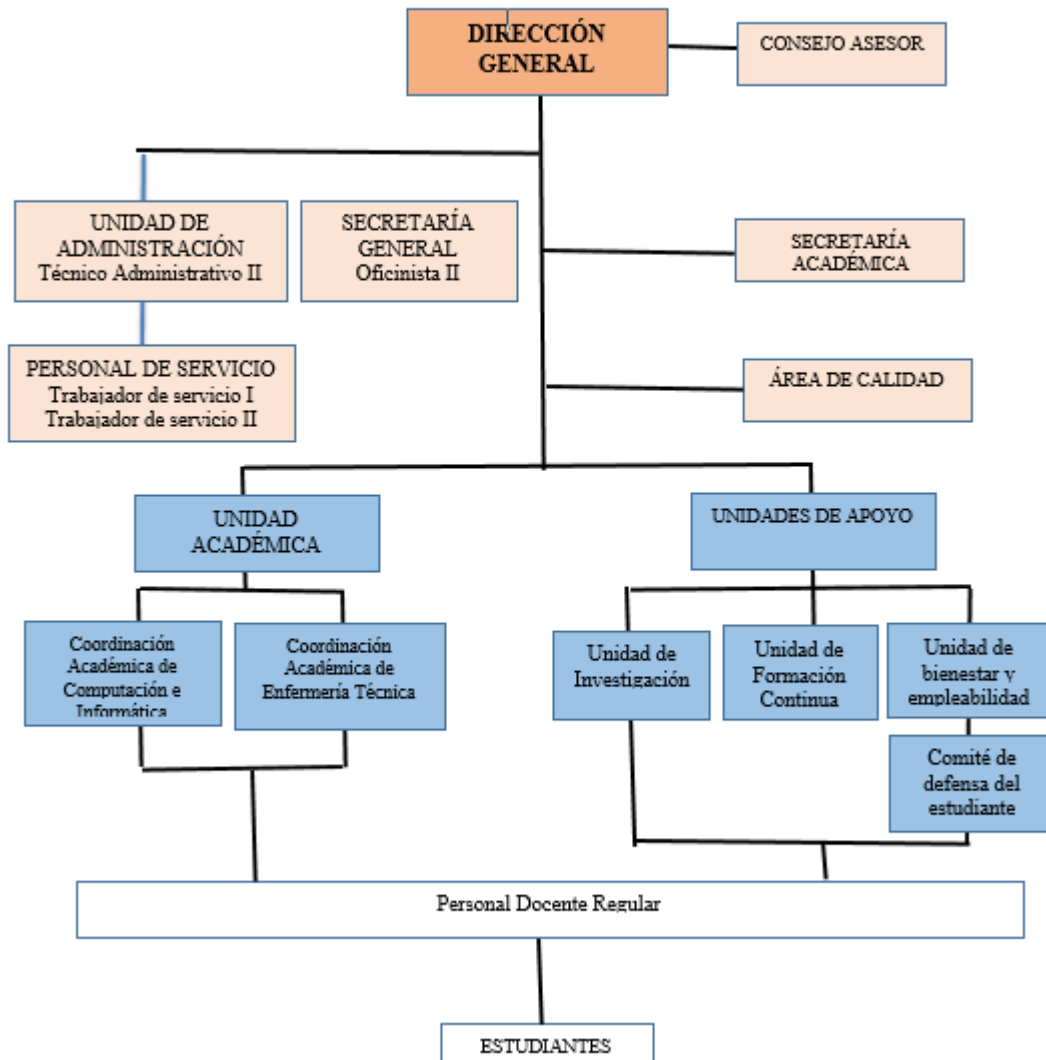 DIRECCIÓN
GENERAL
CONSEJO ASESOR
UNIDAD DE
ADMINISTRACIÓN
Técnico Administrativo II
SECRETARÍA
GENERAL
Oficinista II
SECRETARÍA
ACADÉMICA
PERSONAL DE SERVICIO
Trabajador de servicio I
Trabajador de servicio II
ÁREA DE CALIDAD
UNIDAD
ACADÉMICA
UNIDADES DE APOYO
Coordinación
Académica de
Computación e
Informática
Coordinación
Académica de
Enfermería Técnica
Unidad de
Investigación
Unidad de
Formación
Continua
Unidad de
bienestar y
empleabilidad
Comité de
defensa del
estudiante
Personal Docente Regular
ESTUDIANTES